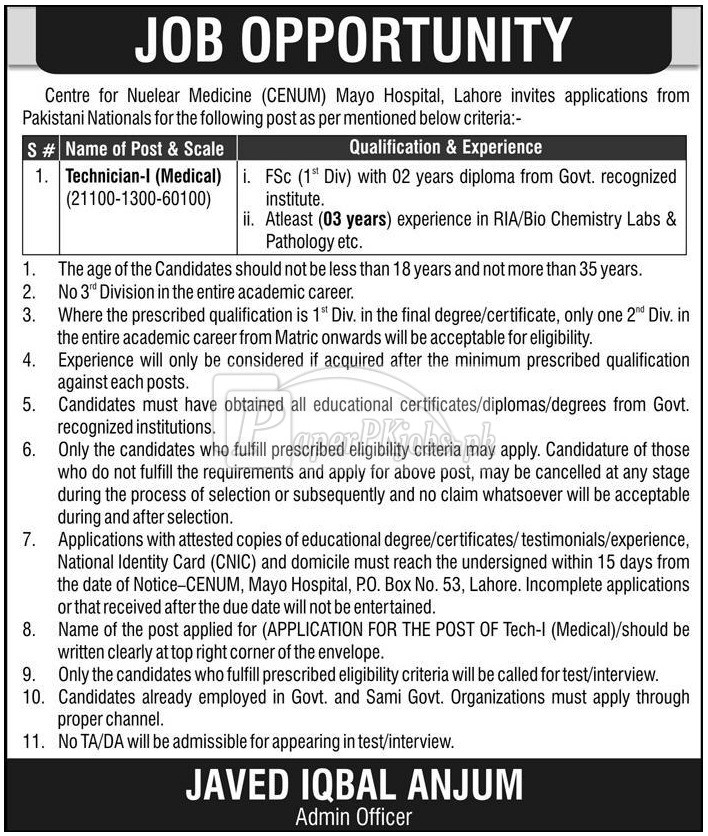 JOB OPPORTUNITY
Centre for Nuelear Medicine (CENUM) Mayo Hospital, Lahore invites applications from
Pakistani Nationals for the following post as per mentioned below criteria:-
S # Name of Post & Scale Qualification & Experience
1. Technician-I (Medical) i. FSc (1st Div) with 02 years diploma from Govt. recognized
(21100-1300-60100) institute.
ii. Atleast (03 years) experience in RIA/Bio Chemistry Labs &
Pathology etc.
1. The age of the Candidates should not be less than 18 years and not more than 35 years.
2. No 3rd Division in the entire academic career.
3. Where the prescribed qualification is 1st Div. in the final degree/certificate, only one 2nd Div. in
the entire academic career from Matric onwards will be acceptable for eligibility.
4. Experience will only be considered if acquired after the minimum prescribed qualification
against each posts.
5. Candidates must have obtained all educational certificates/diplomas/degrees from Govt.
recognized institutions.
PaperPkjobs.pk
6. Only the candidates who fulfill prescribed eligibility criteria may apply. Candidature of those
who do not fulfill the requirements and apply for above post, may be cancelled at any stage
during the process of selection or subsequently and no claim whatsoever will be acceptable
during and after selection.
7. Applications with attested copies of educational degree/certificates/ testimonials/experience,
National Identity Card (CNIC) and domicile must reach the undersigned within 15 days from
the date of Notice–CENUM, Mayo Hospital, P.O. Box No. 53, Lahore. Incomplete applications
or that received after the due date will not be entertained.
8. Name of the post applied for (APPLICATION FOR THE POST OF Tech-I (Medical)/should be
written clearly at top right corner of the envelope.
9. Only the candidates who fulfill prescribed eligibility criteria will be called for test/interview.
10. Candidates already employed in Govt. and Sami Govt. Organizations must apply through
proper channel.
11. No TA/DA will be admissible for appearing in test/interview.
JAVED IQBAL ANJUM
Admin Officer